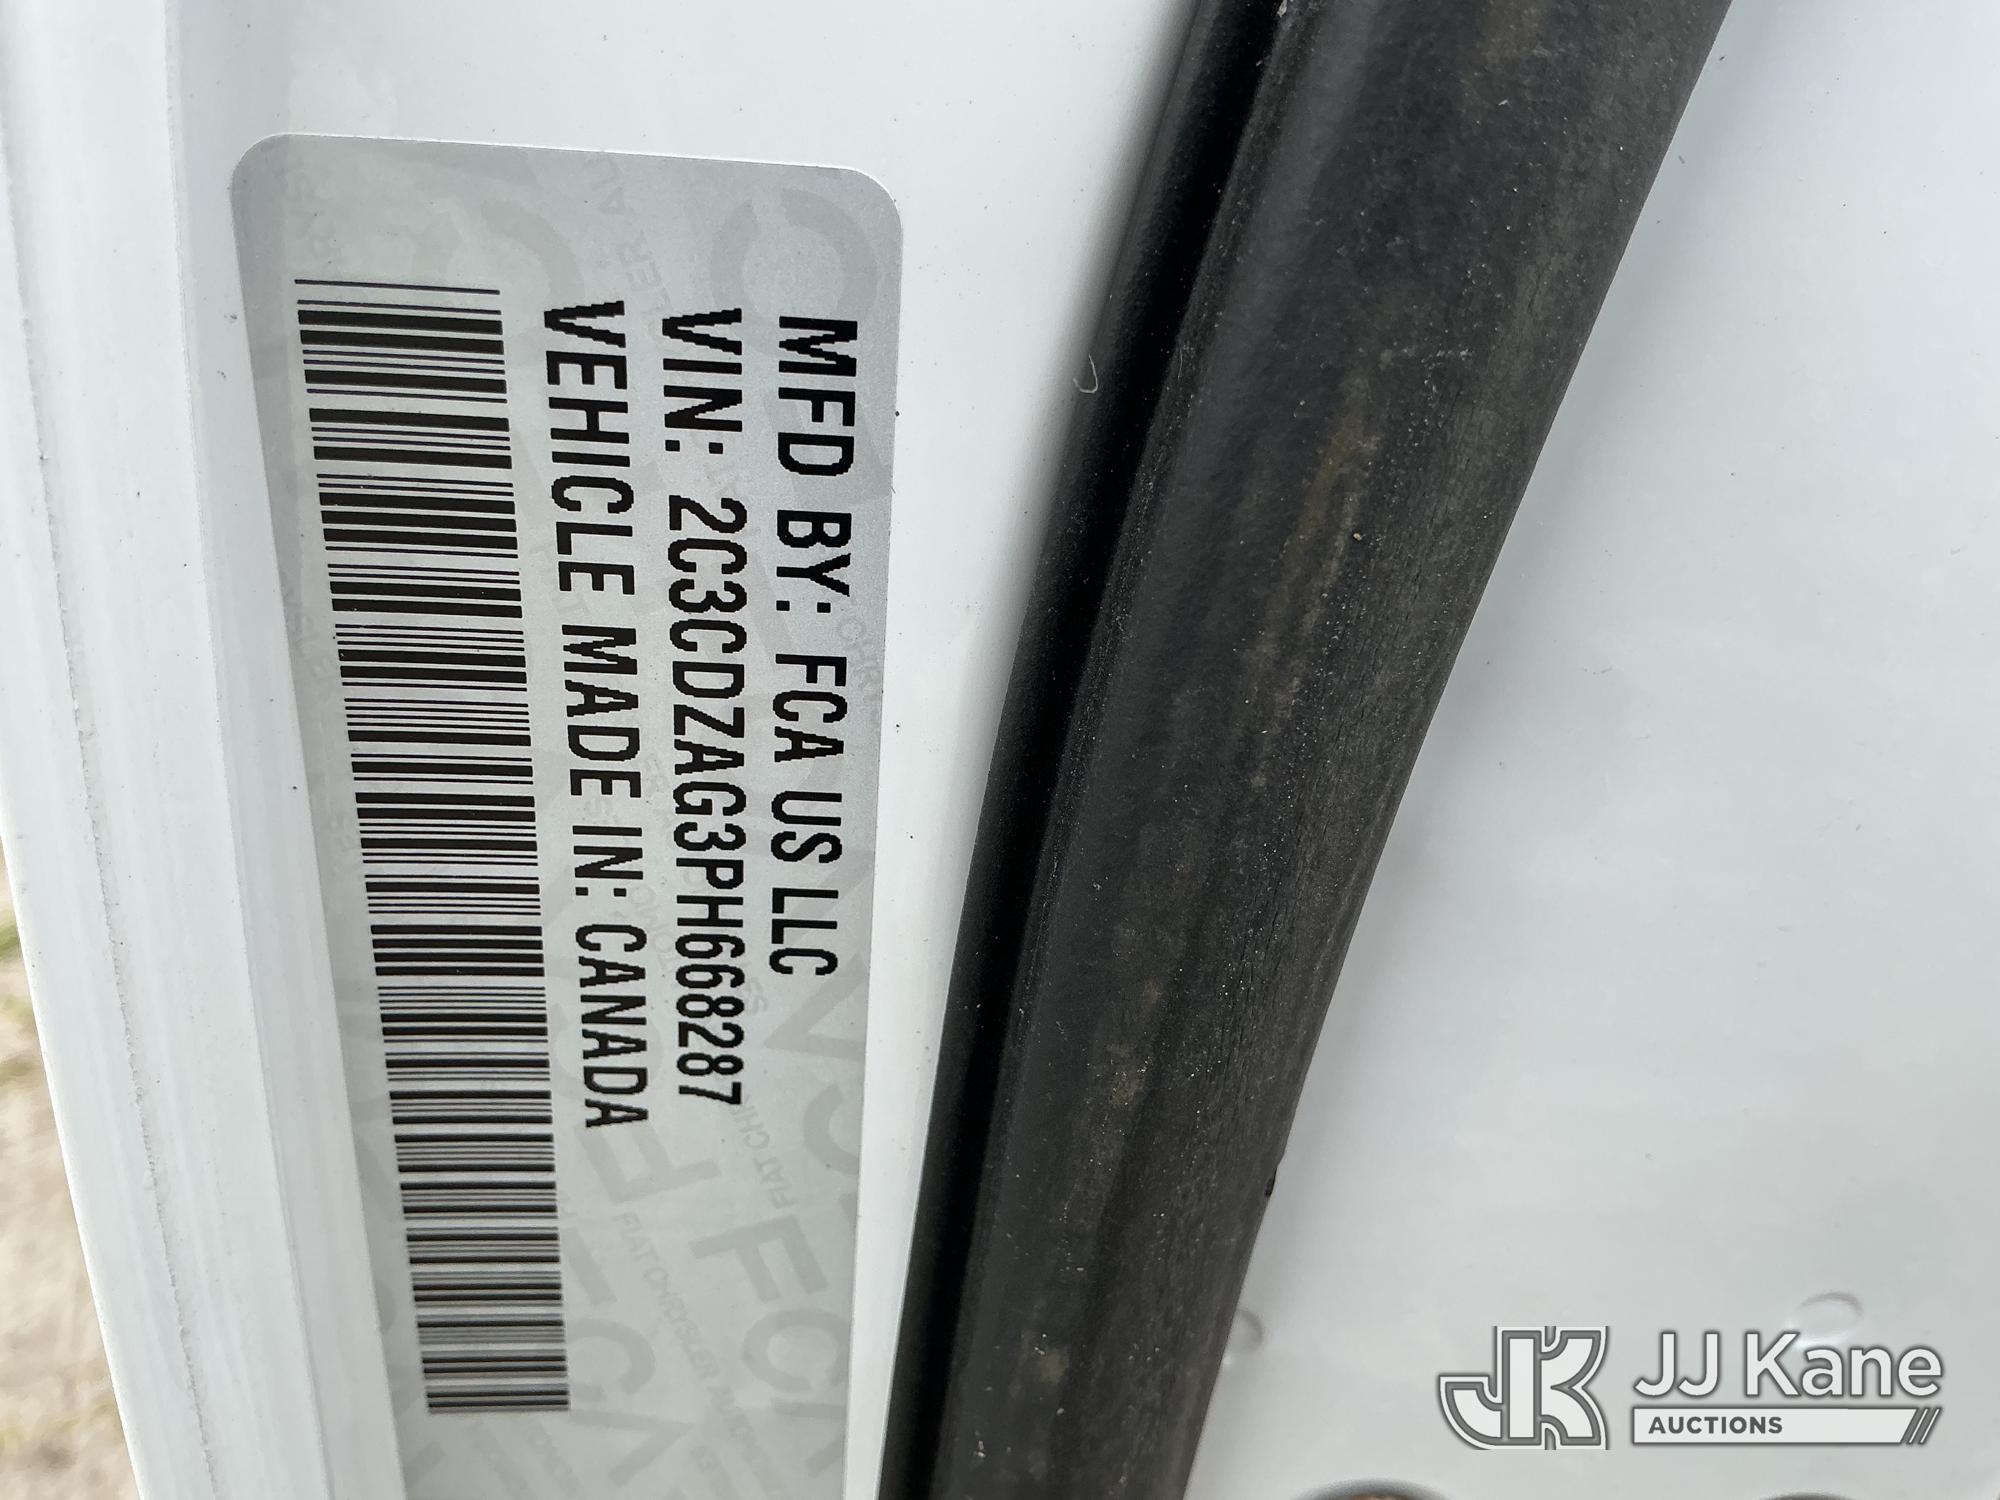 MFD BY: FCA US LLC
VIN: 2C3CDZAG3PH668287
VEHICLE MADE IN: CANADA
JJ Kane
AUCTIONS